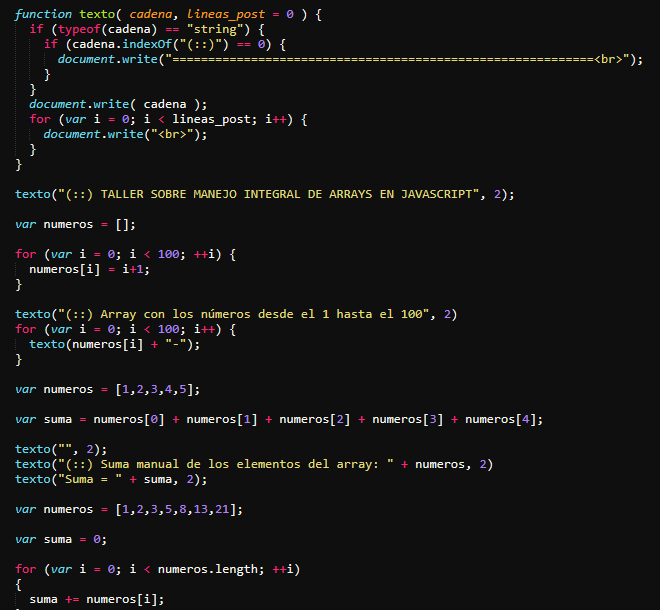 function texto( cadena, lineas_post = 0 ) {
if (typeof(cadena) == "string") {
if (cadena.indexOf("(::)") == 0) {
document.write("===========================================================<br>");
}
}
document.write( cadena );
for (var i = 0; i < lineas_post; i++) {
document.write("<br>");
}
}
texto("(::) TALLER SOBRE MANEJO INTEGRAL DE ARRAYS EN JAVASCRIPT", 2);
var numeros = [];
for (var i = 0; i < 100; ++i) {
numeros[i] = i+1;
}
texto("(::) Array con los números desde el 1 hasta el 100", 2)
for (var i = 0; i < 100; i++) {
texto(numeros[i] + "-");
}
var numeros = [1,2,3,4,5];
var suma = numeros[0] + numeros[1] + numeros[2] + numeros[3] + numeros[4];
texto("", 2);
texto("(::) Suma manual de los elementos del array: " + numeros, 2)
texto("Suma = " + suma, 2);
var numeros = [1,2,3,5,8,13,21];
var suma = 0;
for (var i = 0; i < numeros.length; ++i)
{
suma += numeros[i];